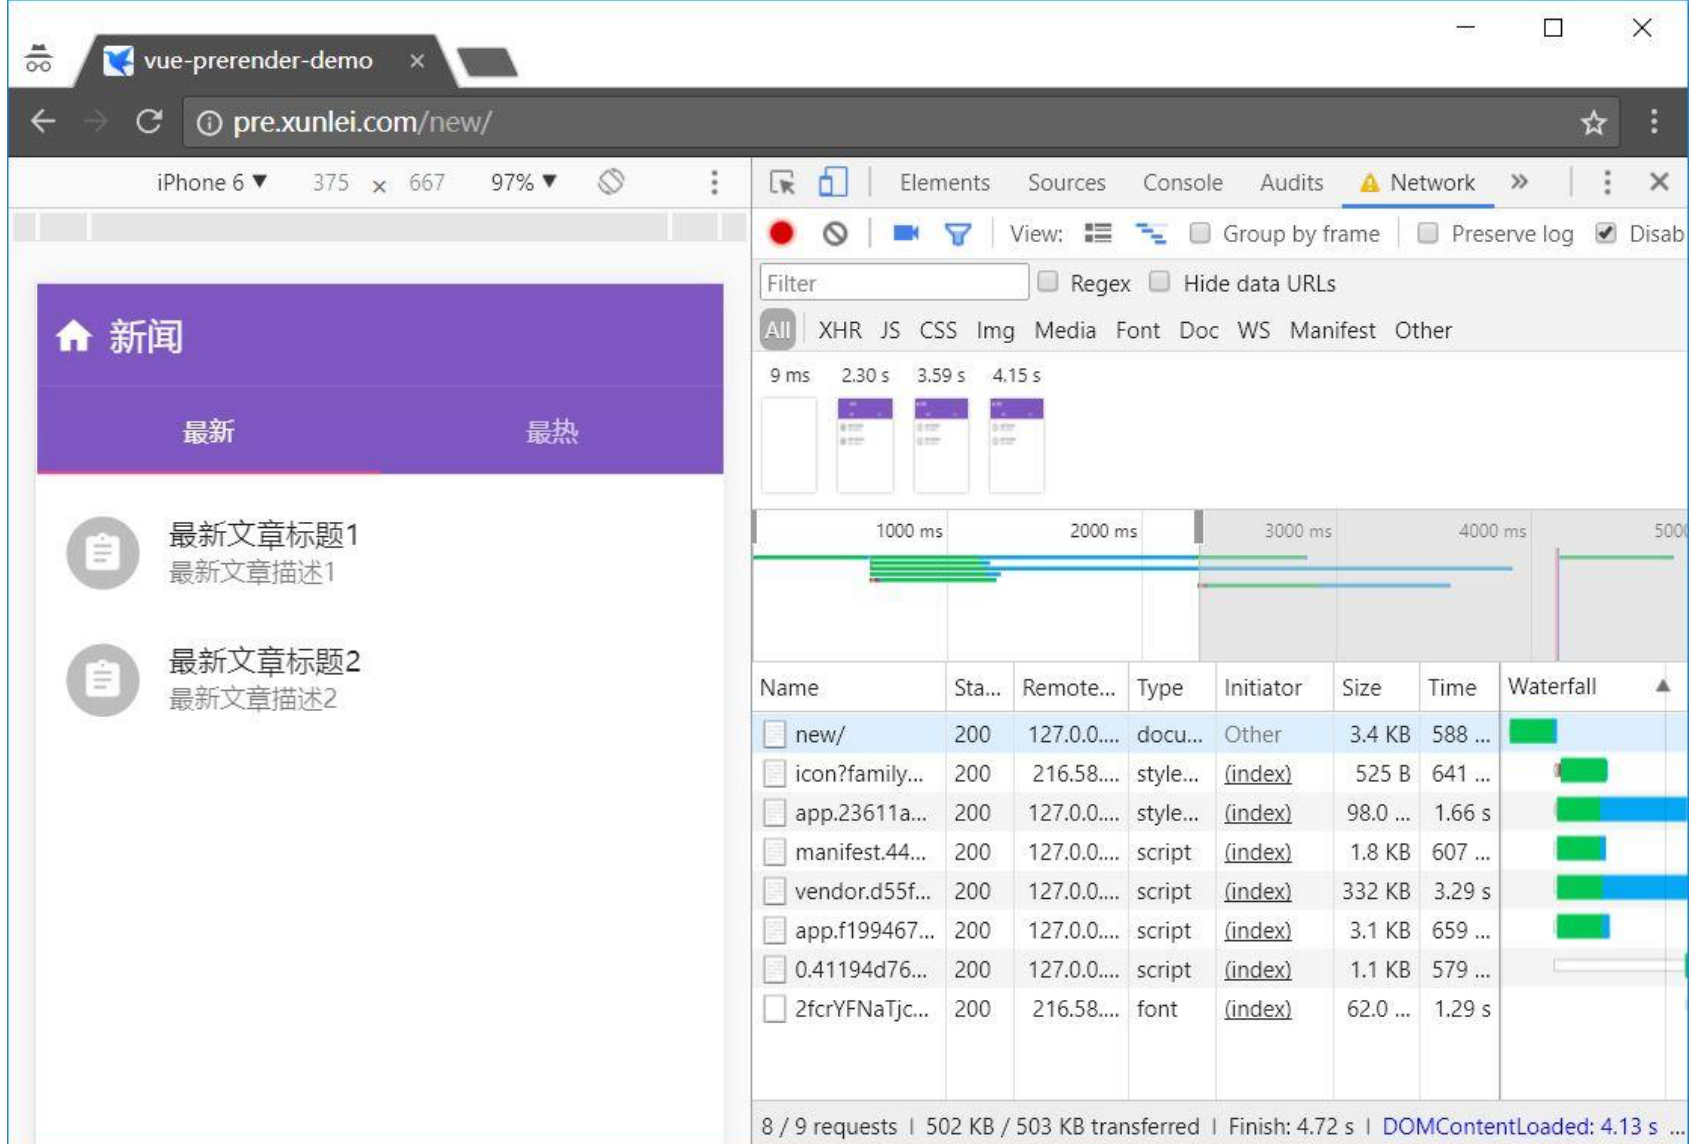 vue-prerender-demo
pre.xunlei.com/new/
iPhone 6 ▼ 375 × 667 97% ▼
Elements Sources Console Audits Network
View: Group by frame Preserve log Disab
Filter Regex Hide data URLs
All XHR JS CSS Img Media Font Doc WS Manifest Other
9 ms 2.30 s 3.59 s 4.15 s
1000 ms 2000 ms 3000 ms 4000 ms 5000
新闻
最新 最热
最新文章标题1
最新文章描述1
最新文章标题2
最新文章描述2
Name Sta... Remote... Type Initiator Size Time Waterfall ▲
new/ 200 127.0.0.... docu... Other 3.4 KB 588 ...
icon?family... 200 216.58.... style... (index) 525 B 641 ...
app.23611a... 200 127.0.0.... style... (index) 98.0 ... 1.66 s
manifest.44... 200 127.0.0.... script (index) 1.8 KB 607 ...
vendor.d55f... 200 127.0.0.... script (index) 332 KB 3.29 s
app.f199467... 200 127.0.0.... script (index) 3.1 KB 659 ...
0.41194d76... 200 127.0.0.... script (index) 1.1 KB 579 ...
2fcrYFNaTjc... 200 216.58.... font (index) 62.0 ... 1.29 s
8 / 9 requests | 502 KB / 503 KB transferred | Finish: 4.72 s | DOMContentLoaded: 4.13 s ...